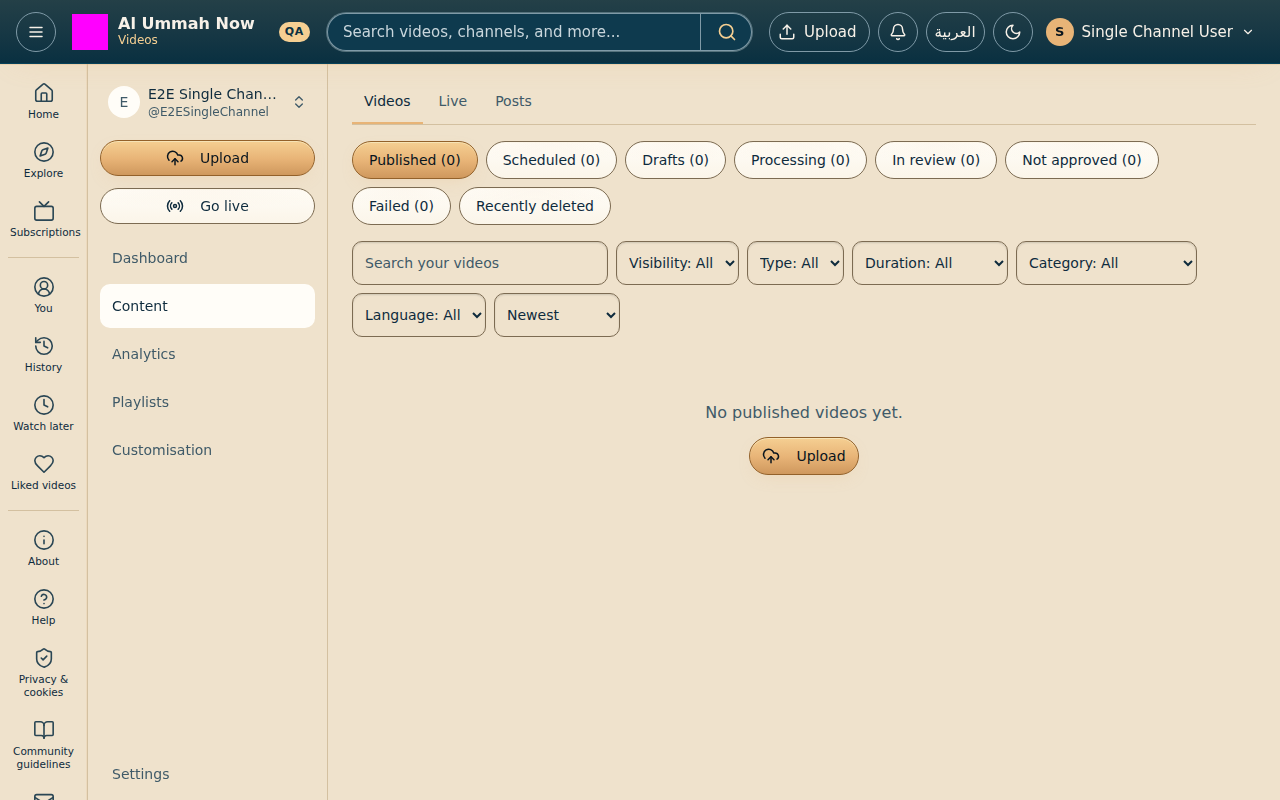 Al Ummah Now
Videos
QA
Search videos, channels, and more...
Upload
العربية
S
Single Channel User
Home
Explore
Subscriptions
You
History
Watch later
Liked videos
About
Help
Privacy &
cookies
Community
guidelines
E
E2E Single Chan...
@E2ESingleChannel
Upload
Go live
Dashboard
Content
Analytics
Playlists
Customisation
Settings
Videos
Live
Posts
Published (0)
Scheduled (0)
Drafts (0)
Processing (0)
In review (0)
Not approved (0)
Failed (0)
Recently deleted
Search your videos
Visibility: All
Type: All
Duration: All
Category: All
Language: All
Newest
No published videos yet.
Upload